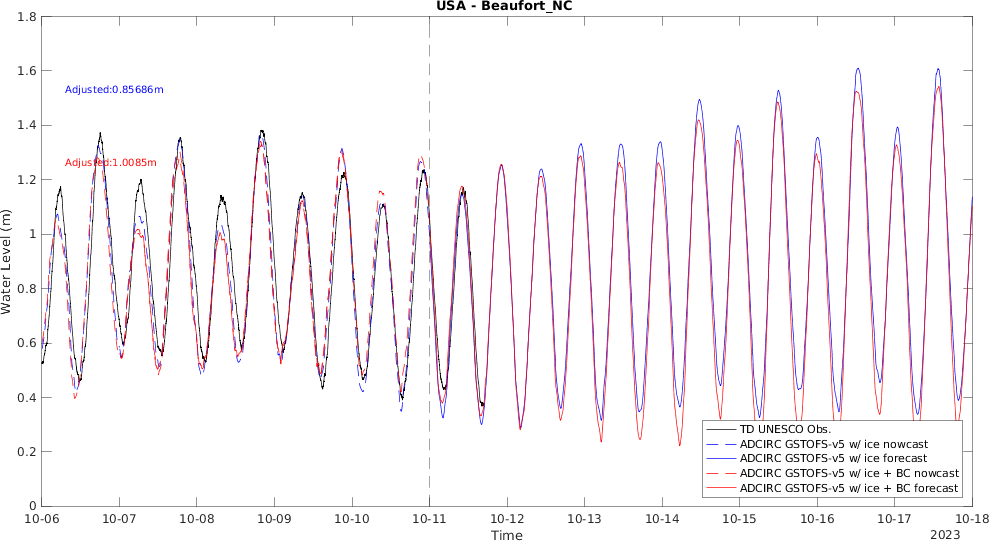 USA - Beaufort_NC
1.8
1.6
1.4
1.2
1
0.8
0.6
0.4
0.2
0
Water Level (m)
Adjusted:0.85686m
Adjusted:1.0085m
TD UNESCO Obs.
ADCIRC GSTOFS-v5 w/ ice nowcast
ADCIRC GSTOFS-v5 w/ ice forecast
ADCIRC GSTOFS-v5 w/ ice + BC nowcast
ADCIRC GSTOFS-v5 w/ ice + BC forecast
10-06 10-07 10-08 10-09 10-10 10-11 10-12 10-13 10-14 10-15 10-16 10-17 10-18
Time
2023